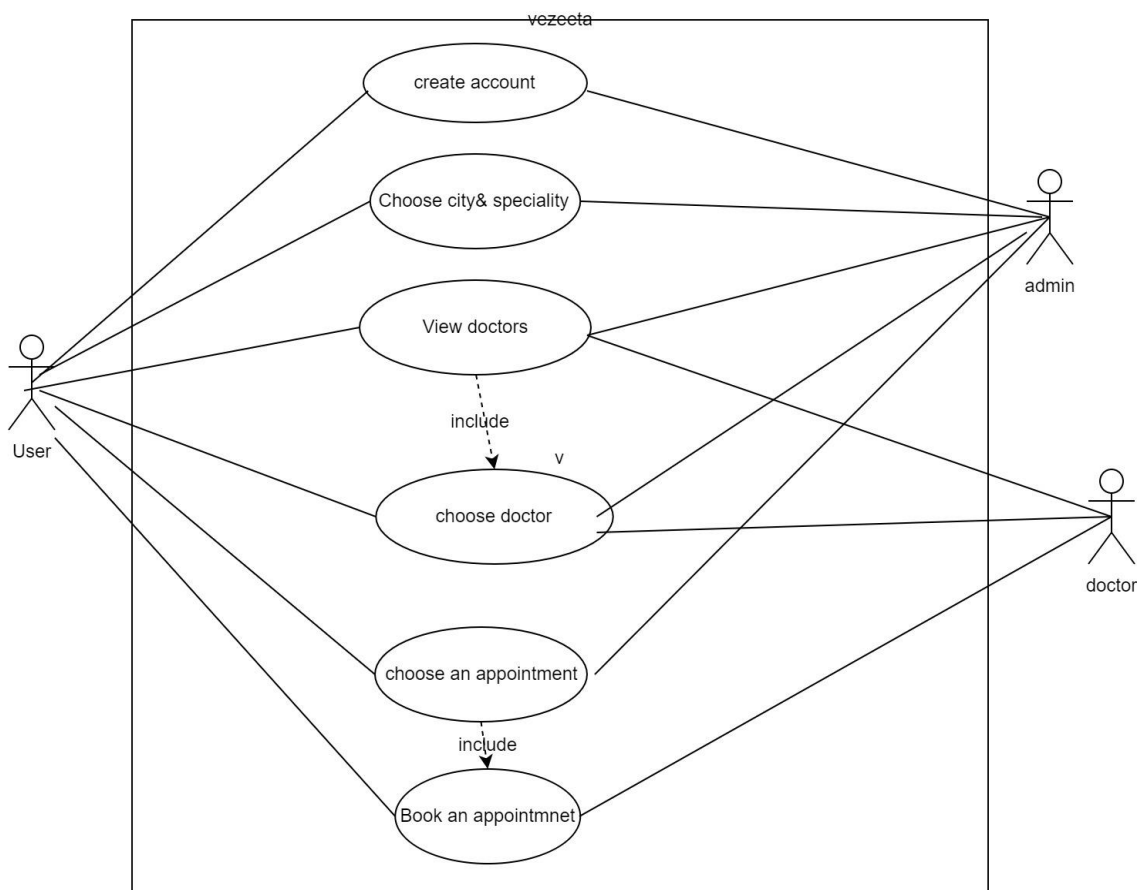 vezeeta
create account
Choose city& speciality
admin
View doctors
User
include
v
choose doctor
doctor
choose an appointment
include
Book an appointmnet